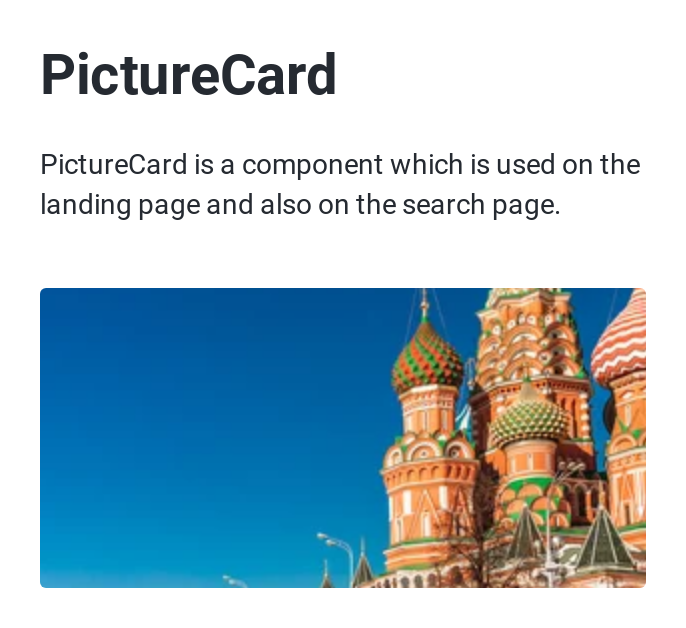 PictureCard
PictureCard is a component which is used on the
landing page and also on the search page.